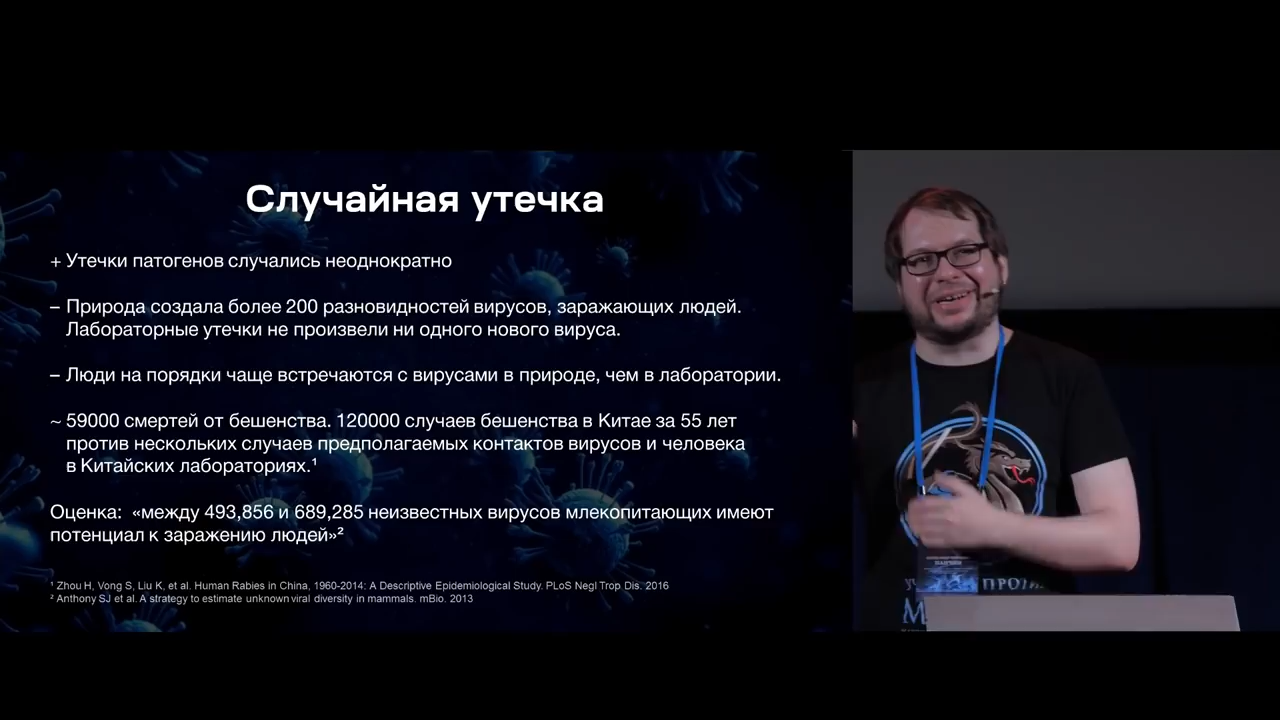 Случайная утечка
+ Утечки патогенов случались неоднократно
– Природа создала более 200 разновидностей вирусов, заражающих людей.
Лабораторные утечки не произвели ни одного нового вируса.
– Люди на порядки чаще встречаются с вирусами в природе, чем в лаборатории.
~ 59000 смертей от бешенства. 120000 случаев бешенства в Китае за 55 лет
против нескольких случаев предполагаемых контактов вирусов и человека
в Китайских лабораториях.¹
Оценка: «между 493,856 и 689,285 неизвестных вирусов млекопитающих имеют
потенциал к заражению людей»²
¹ Zhou H, Vong S, Liu K, et al. Human Rabies in China, 1960-2014: A Descriptive Epidemiological Study. PLoS Negl Trop Dis. 2016
² Anthony SJ et al. A strategy to estimate unknown viral diversity in mammals. mBio. 2013